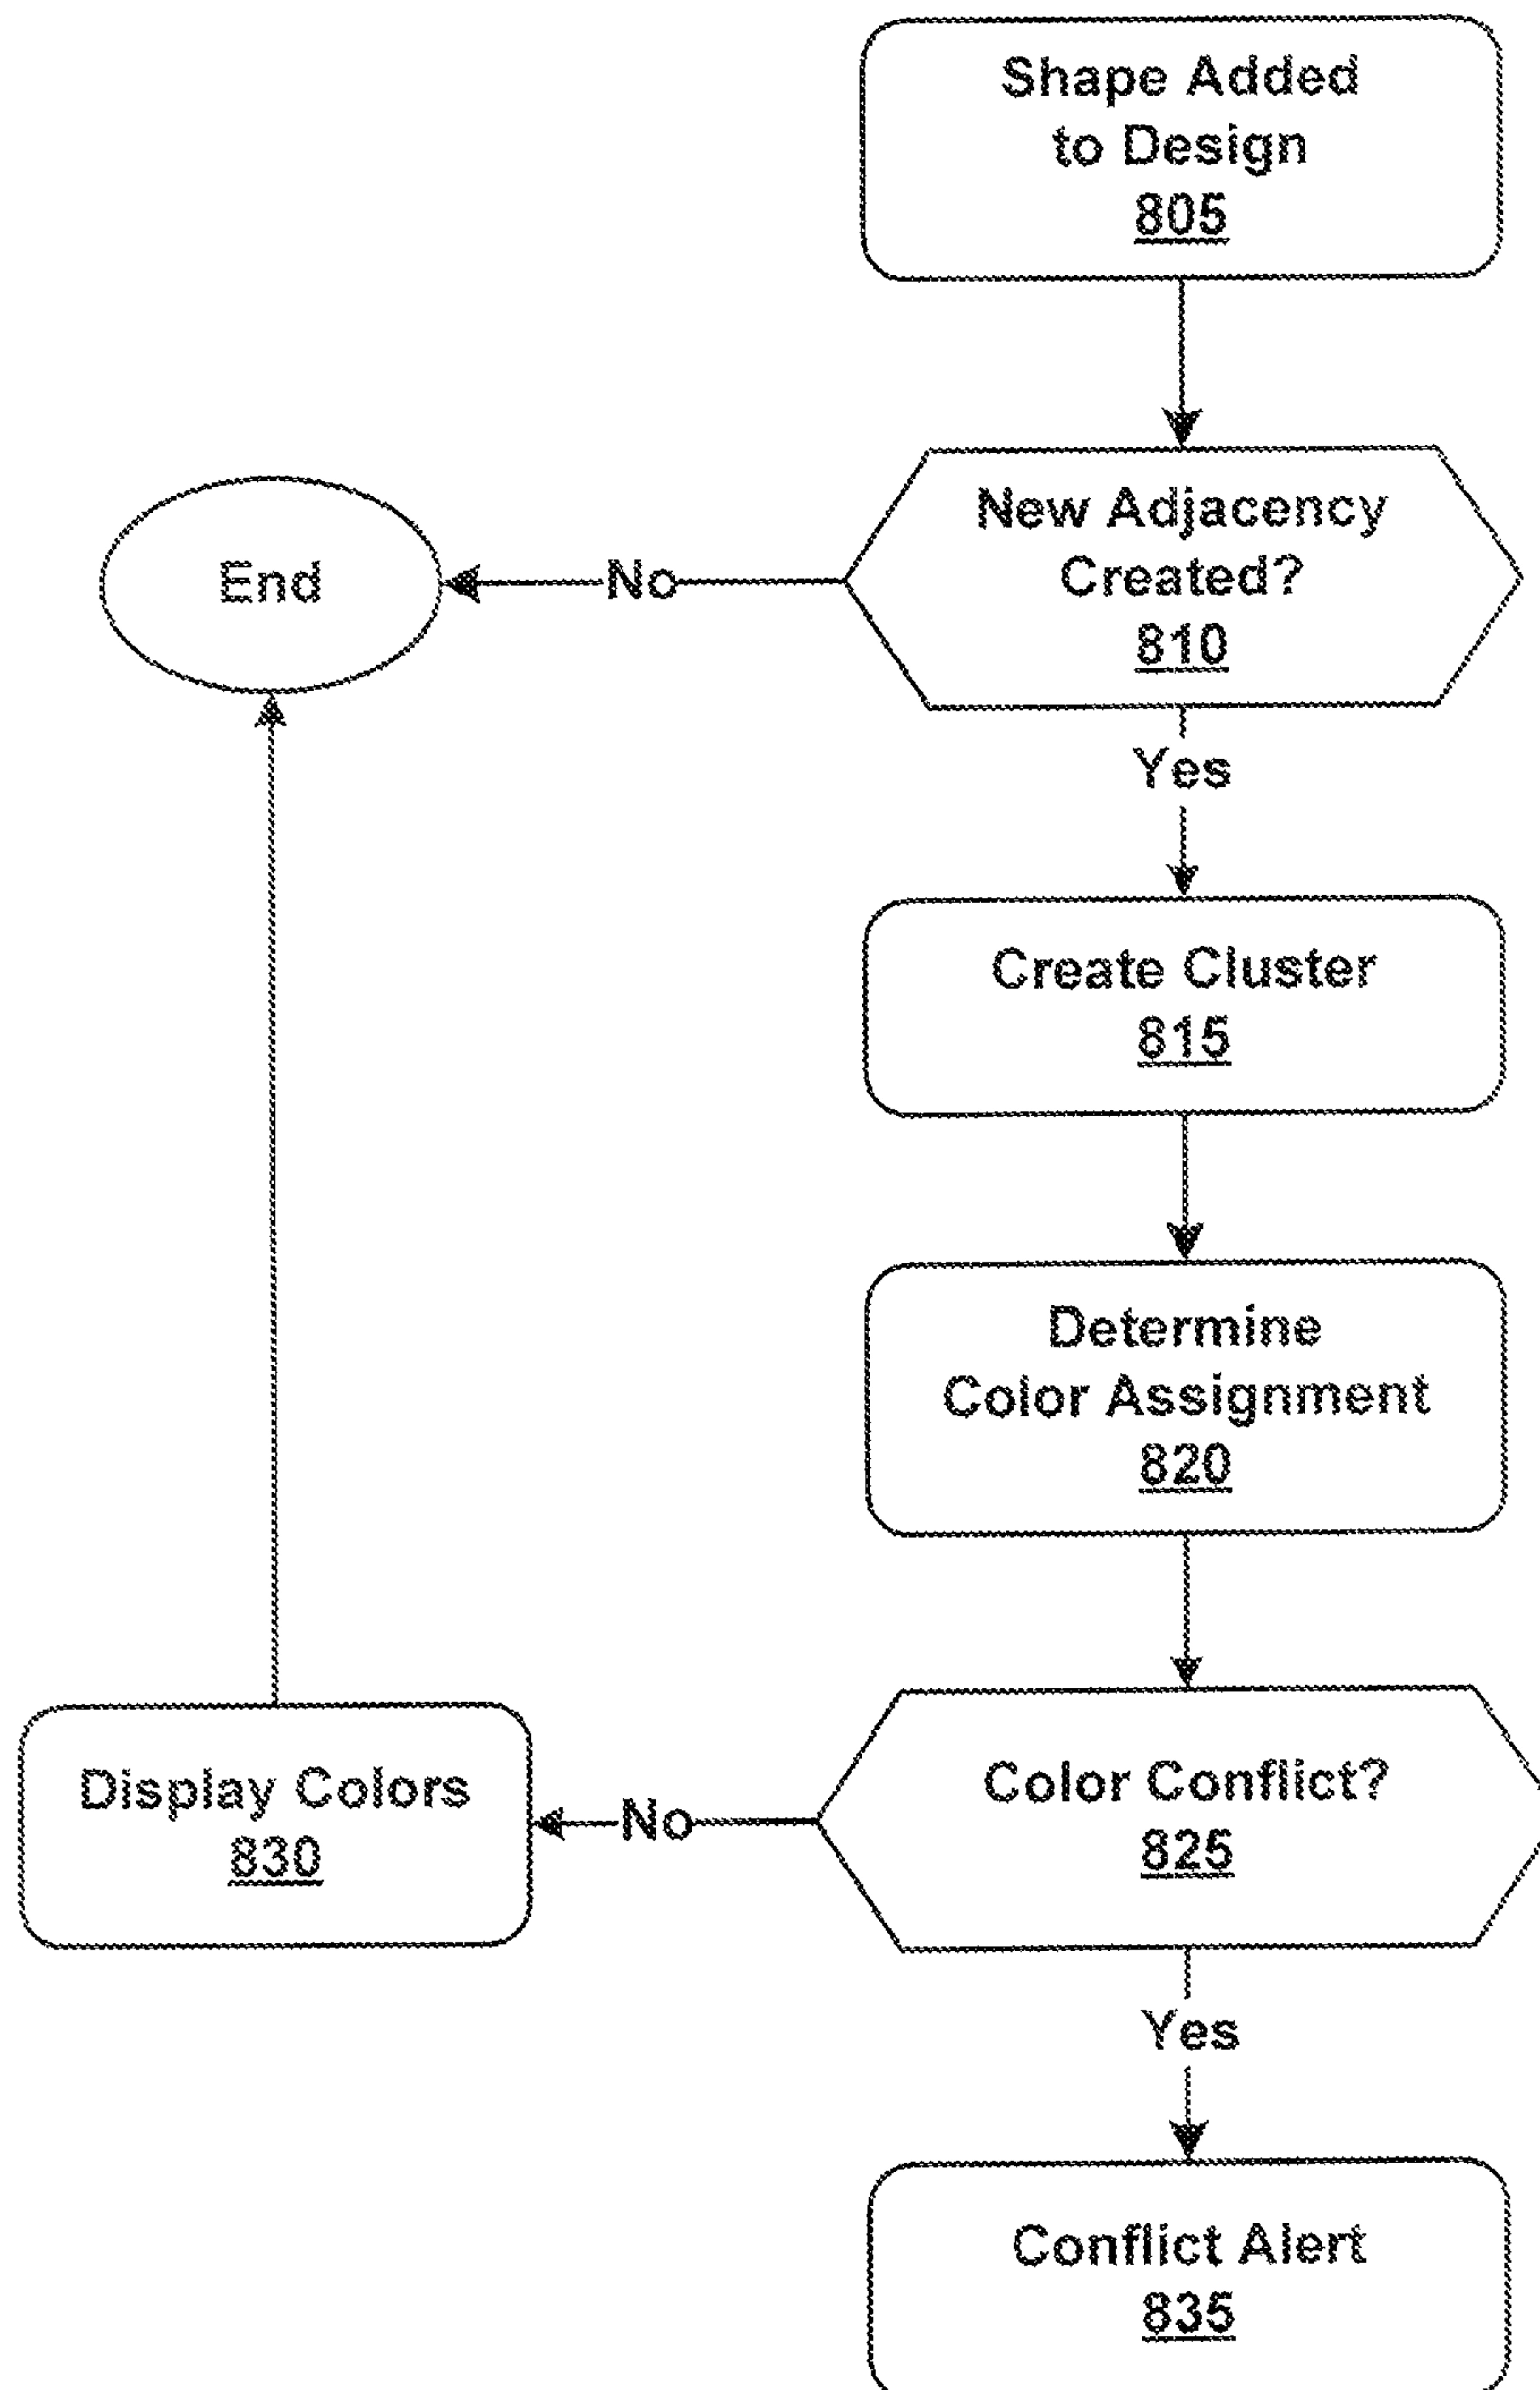 Shape Added
to Design
805
New Adjacency
Created?
810
No
End
Yes
Create Cluster
815
Determine
Color Assignment
820
Color Conflict?
825
No
Display Colors
830
Yes
Conflict Alert
835